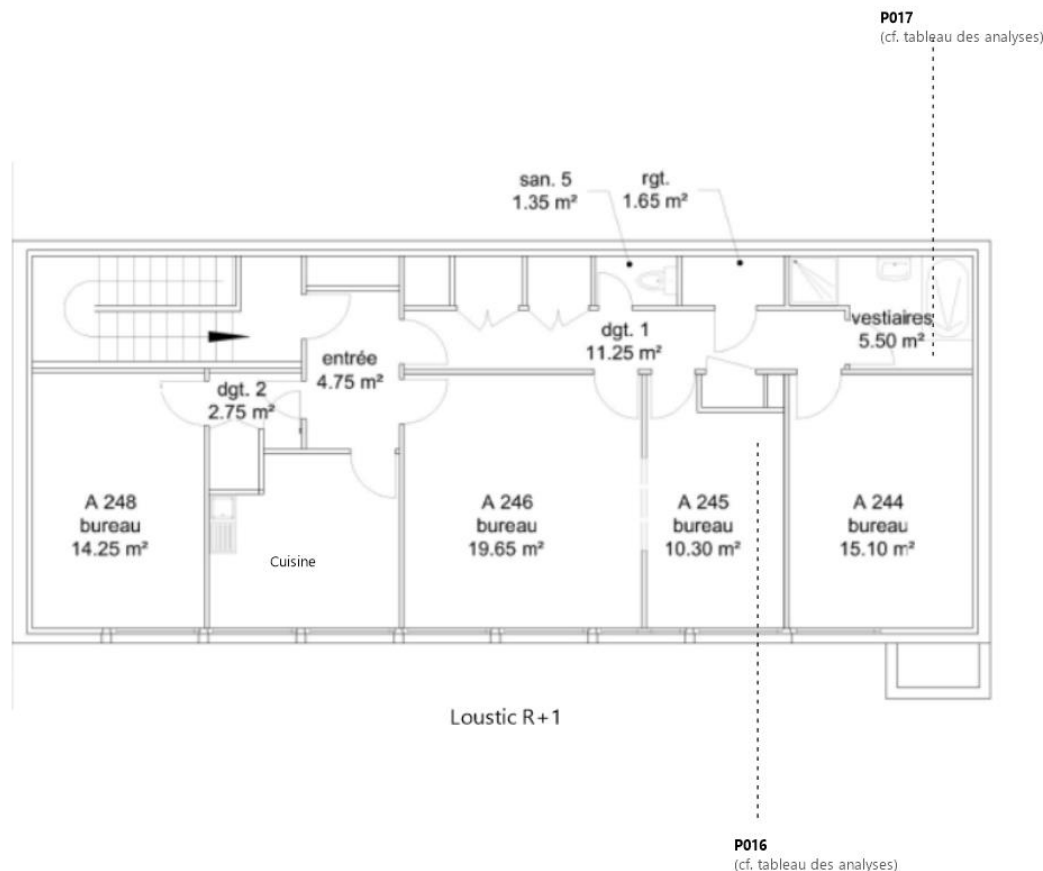 P017
(cf. tableau des analyses)
san. 5
1.35 m²
rgt.
1.65 m²
dgt. 1
11.25 m²
vestiaires
5.50 m²
entrée
4.75 m²
dgt. 2
2.75 m²
A 248
bureau
14.25 m²
Cuisine
A 246
bureau
19.65 m²
A 245
bureau
10.30 m²
A 244
bureau
15.10 m²
Loustic R+1
P016
(cf. tableau des analyses)